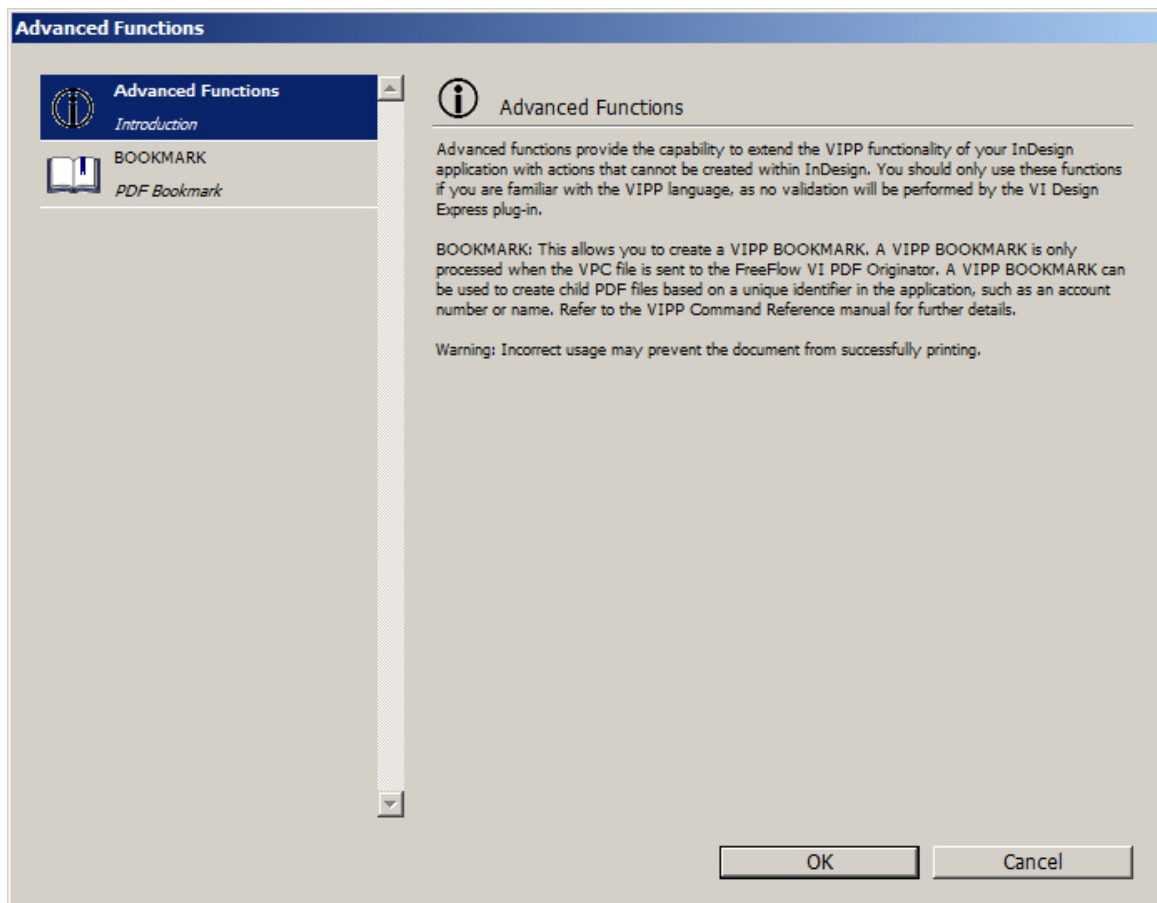 Advanced Functions
Advanced Functions
Introduction
BOOKMARK
PDF Bookmark
Advanced Functions
Advanced functions provide the capability to extend the VIPP functionality of your InDesign
application with actions that cannot be created within InDesign. You should only use these functions
if you are familiar with the VIPP language, as no validation will be performed by the VI Design
Express plug-in.
BOOKMARK: This allows you to create a VIPP BOOKMARK. A VIPP BOOKMARK is only
processed when the VPC file is sent to the FreeFlow VI PDF Originator. A VIPP BOOKMARK can
be used to create child PDF files based on a unique identifier in the application, such as an account
number or name. Refer to the VIPP Command Reference manual for further details.
Warning: Incorrect usage may prevent the document from successfully printing.
OK
Cancel